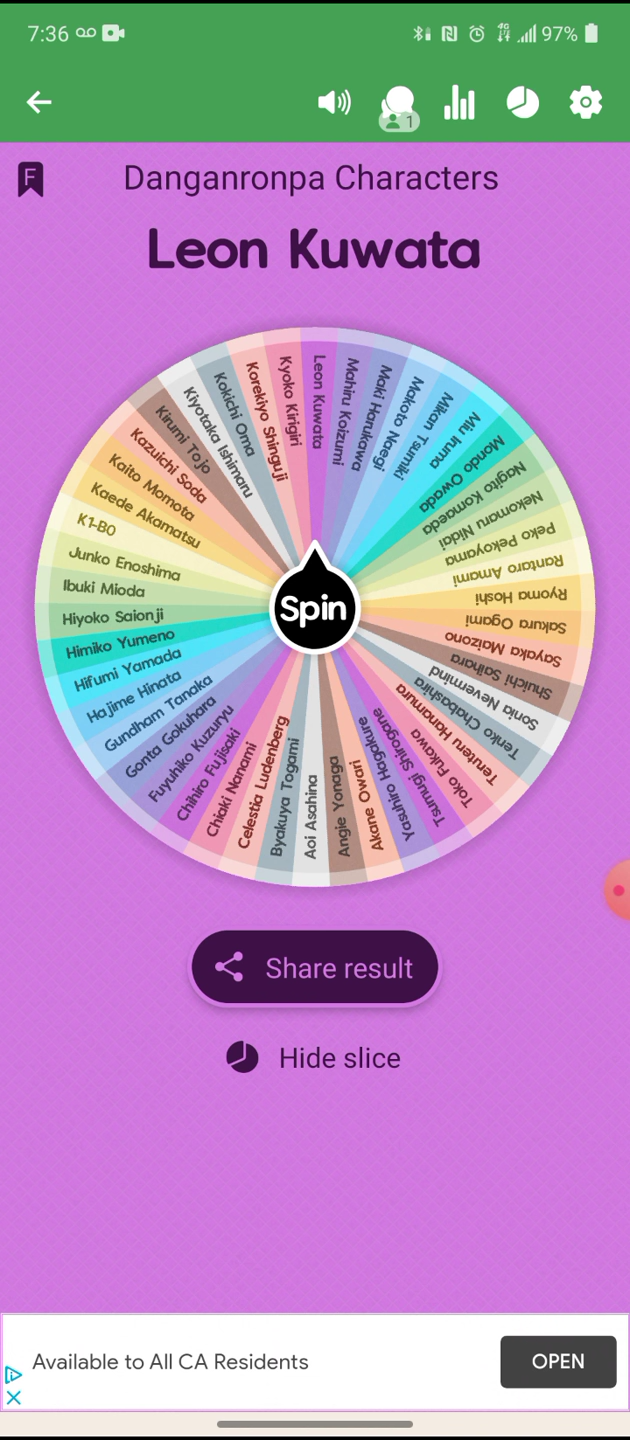 7:36
4G
97%
1
F
Danganronpa Characters
Leon Kuwata
Leon Kuwata
Mahiru Koizumi
Maki Harukawa
Makoto Naegi
Mikan Tsumiki
Miu Iruma
Mondo Owada
Nagito Komaeda
Nekomaru Nidai
Peko Pekoyama
Rantaro Amami
Ryoma Hoshi
Sakura Ogami
Sayaka Maizono
Shuichi Saihara
Sonia Nevermind
Tenko Chabashira
Teruteru Hanamura
Toko Fukawa
Tsumugi Shirogane
Yasuhiro Hagakure
Akane Owari
Angie Yonaga
Aoi Asahina
Byakuya Togami
Celestia Ludenberg
Chiaki Nanami
Chihiro Fujisaki
Fuyuhiko Kuzuryu
Gonta Gokuhara
Gundham Tanaka
Hajime Hinata
Hifumi Yamada
Himiko Yumeno
Hiyoko Saionji
Ibuki Mioda
Junko Enoshima
K1-B0
Kaede Akamatsu
Kaito Momota
Kazuichi Soda
Kirumi Tojo
Kiyotaka Ishimaru
Kokichi Oma
Korekiyo Shinguji
Kyoko Kirigiri
Spin
Share result
Hide slice
Available to All CA Residents
OPEN